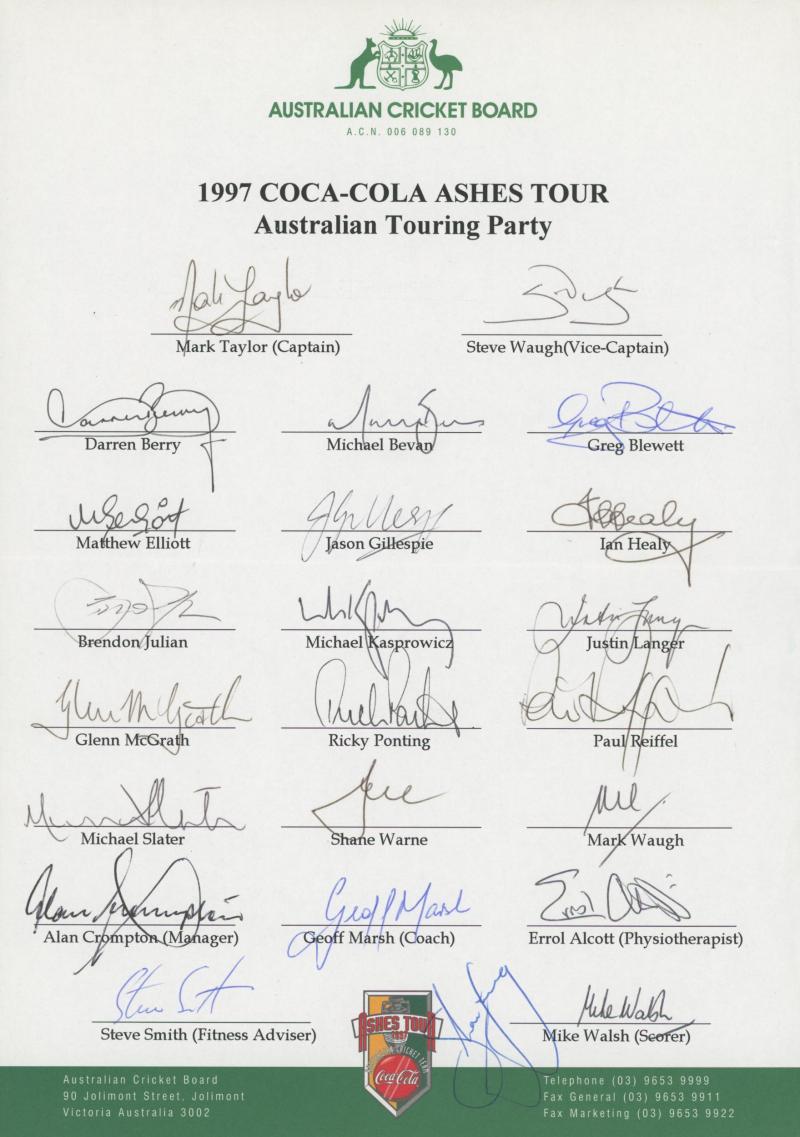 AUSTRALIAN CRICKET BOARD
A.C.N. 006 089 130
1997 COCA-COLA ASHES TOUR
Australian Touring Party
Mark Taylor (Captain)
Steve Waugh(Vice-Captain)
Darren Berry
Michael Bevan
Greg Blewett
Matthew Elliott
Jason Gillespie
Ian Healy
Brendon Julian
Michael Kasprowicz
Justin Langer
Glenn McGrath
Ricky Ponting
Paul Reiffel
Michael Slater
Shane Warne
Mark Waugh
Alan Crompton (Manager)
Geoff Marsh (Coach)
Errol Alcott (Physiotherapist)
Steve Smith (Fitness Adviser)
Mike Walsh (Scorer)
ASHES TOUR
1997
AUSTRALIAN CRICKET TEAM
Coca-Cola
Australian Cricket Board
90 Jolimont Street, Jolimont
Victoria Australia 3002
Telephone (03) 9653 9999
Fax General (03) 9653 9911
Fax Marketing (03) 9653 9922